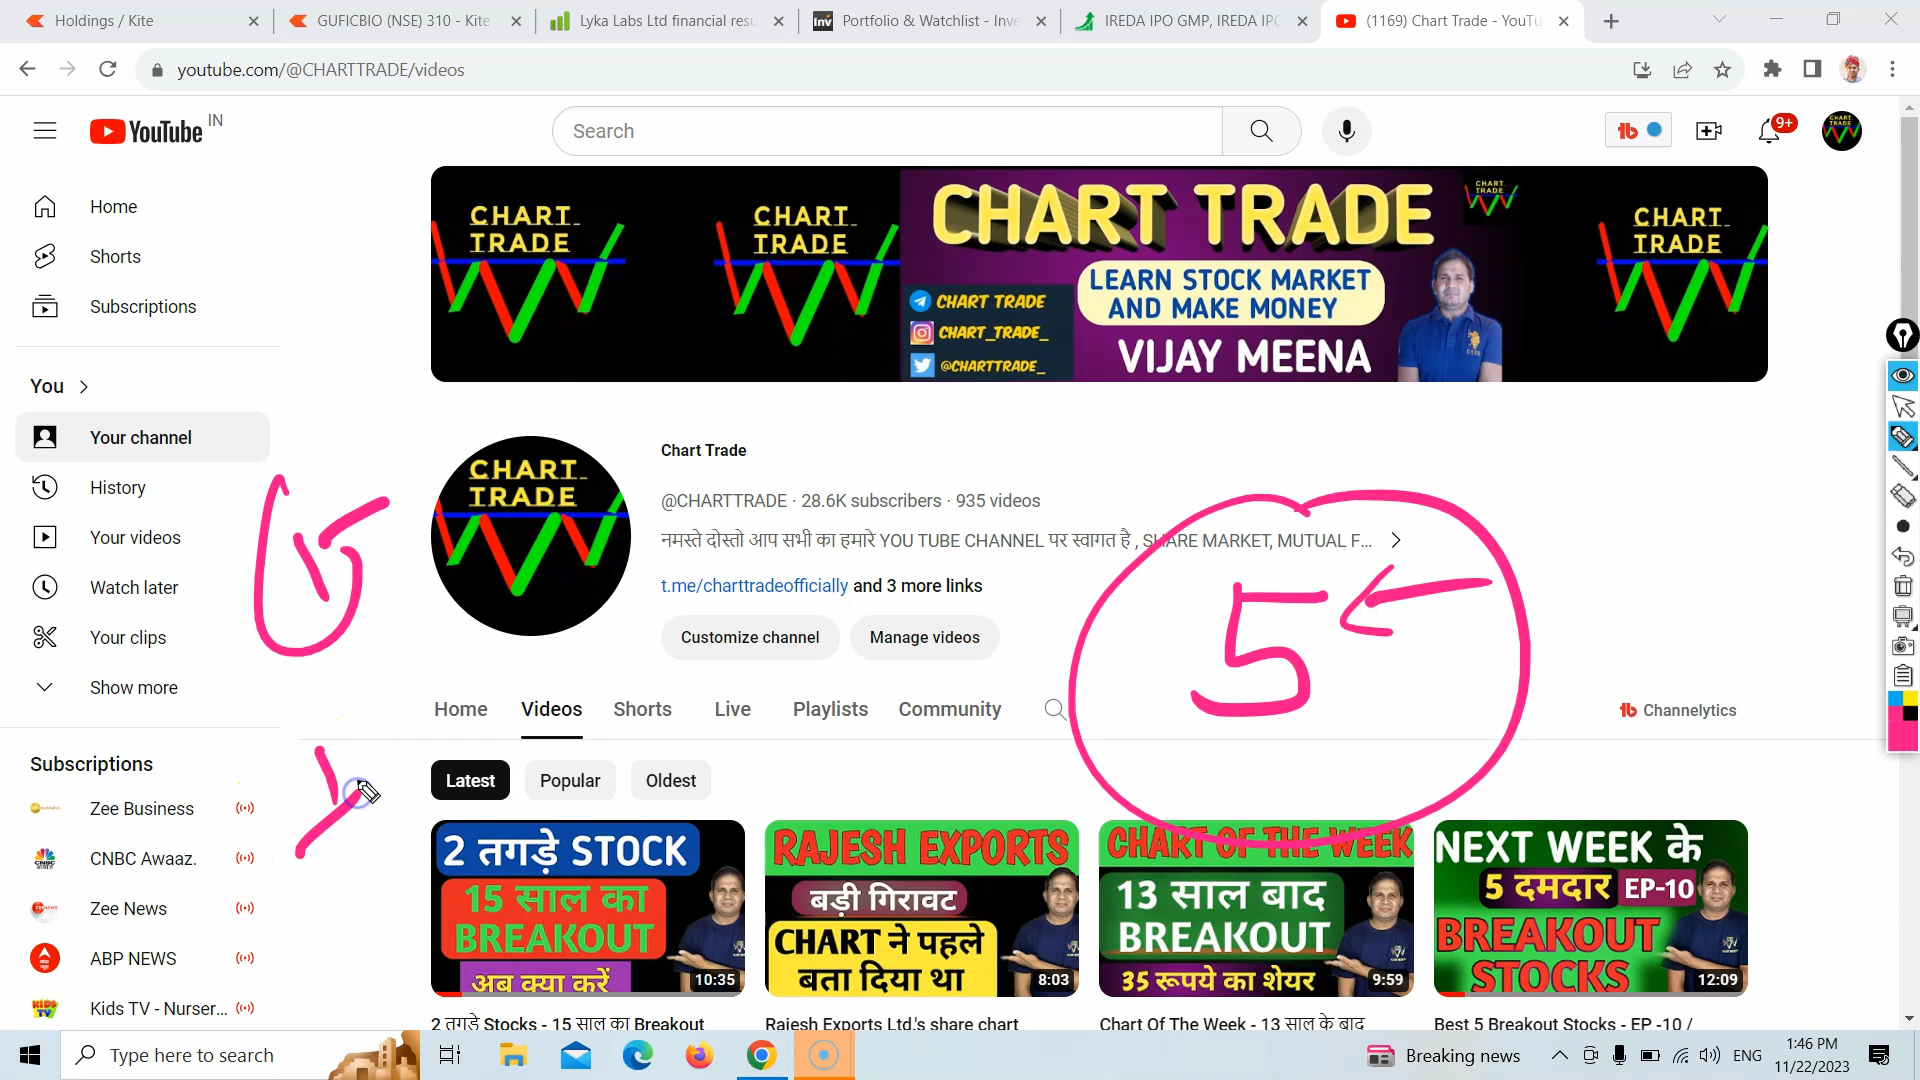 Holdings / Kite
GUFICBIO (NSE) 310 - Kite
Lyka Labs Ltd financial resu
Portfolio & Watchlist - Inve
IREDA IPO GMP, IREDA IPO
(1169) Chart Trade - YouTu
youtube.com/@CHARTTRADE/videos
YouTube IN
Search
9+
Home
Shorts
Subscriptions
You
Your channel
History
Your videos
Watch later
Your clips
Show more
Subscriptions
Zee Business
CNBC Awaaz.
Zee News
ABP NEWS
Kids TV - Nurser...
CHART
TRADE
CHART
TRADE
CHART TRADE
LEARN STOCK MARKET
AND MAKE MONEY
VIJAY MEENA
CHART TRADE
CHART_TRADE_
@CHARTTRADE_
CHART
TRADE
CHART
TRADE
CHART
TRADE
Chart Trade
@CHARTTRADE · 28.6K subscribers · 935 videos
नमस्ते दोस्तो आप सभी का हमारे YOU TUBE CHANNEL पर स्वागत है , SHARE MARKET, MUTUAL F...
t.me/charttradeofficially and 3 more links
Customize channel
Manage videos
15
5
Home
Videos
Shorts
Live
Playlists
Community
Channelytics
Latest
Popular
Oldest
2 तगड़े STOCK
15 साल का
BREAKOUT
अब क्या करें
10:35
RAJESH EXPORTS
बड़ी गिरावट
CHART ने पहले
बता दिया था
8:03
CHART OF THE WEEK
13 साल बाद
BREAKOUT
35 रूपये का शेयर
9:59
NEXT WEEK के
5 दमदार EP-10
BREAKOUT
STOCKS
12:09
2 तगड़े Stocks - 15 साल का Breakout
Rajesh Exports Ltd.'s share chart
Chart Of The Week - 13 साल के बाद
Best 5 Breakout Stocks - EP -10 /
Type here to search
Breaking news
ENG
1:46 PM
11/22/2023